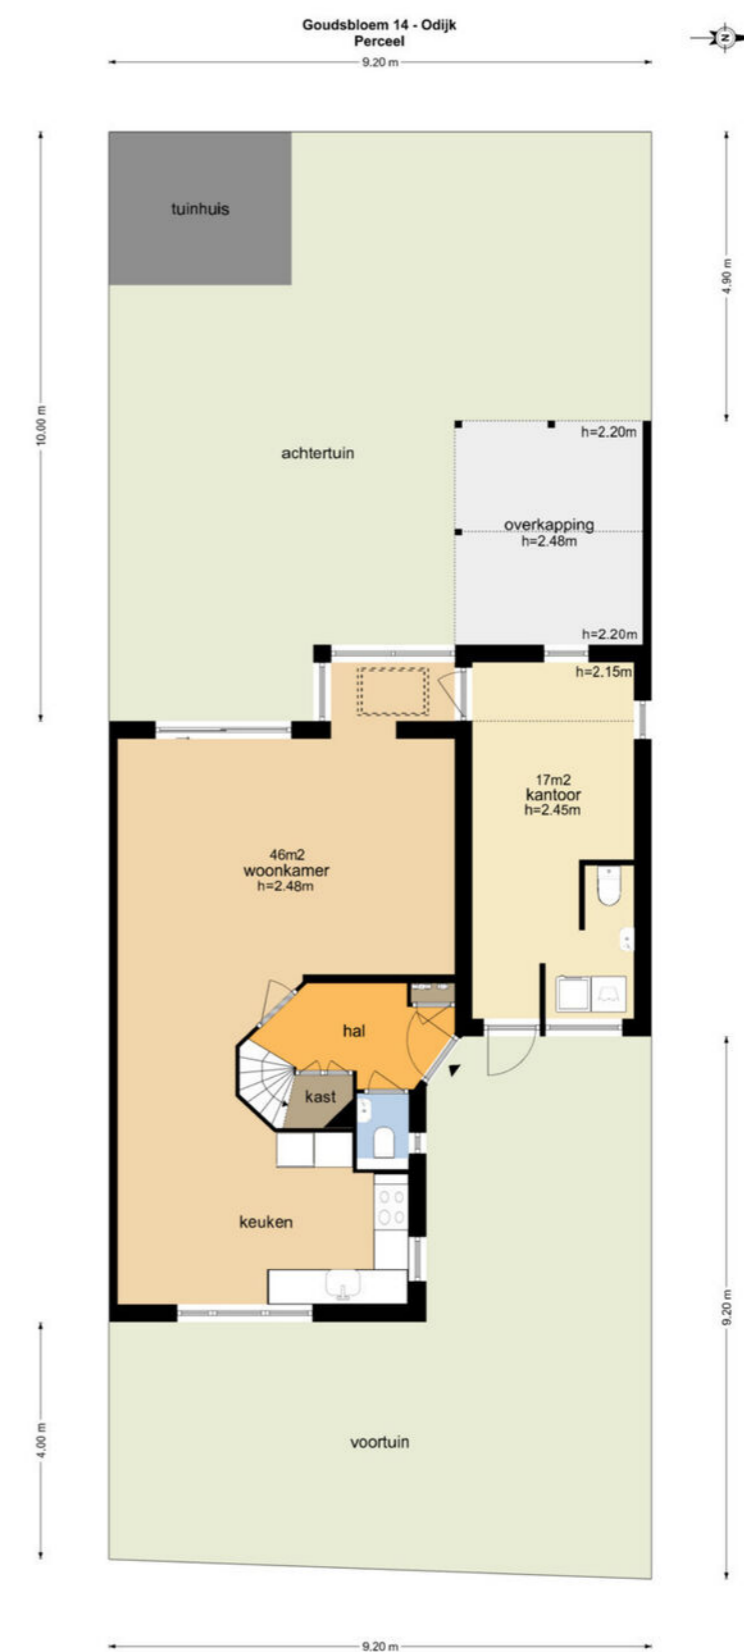 Goudsbloem 14 - Odijk
Perceel
N
9.20 m
tuinhuis
4.90 m
10.00 m
h=2.20m
achtertuin
overkapping
h=2.48m
h=2.20m
h=2.15m
17m2
kantoor
h=2.45m
46m2
woonkamer
h=2.48m
hal
kast
keuken
9.20 m
4.00 m
voortuin
9.20 m